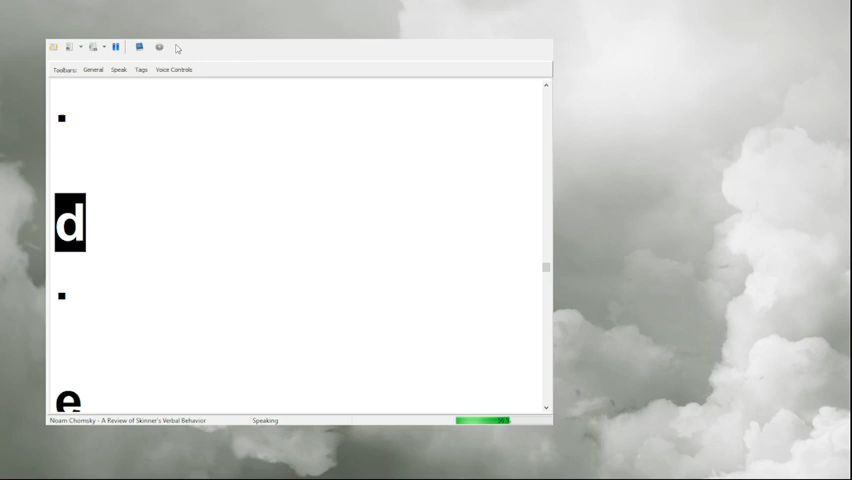 Toolbars: General Speak Tags Voice Controls
.
d
.
e
Noam Chomsky - A Review of Skinner's Verbal Behavior Speaking